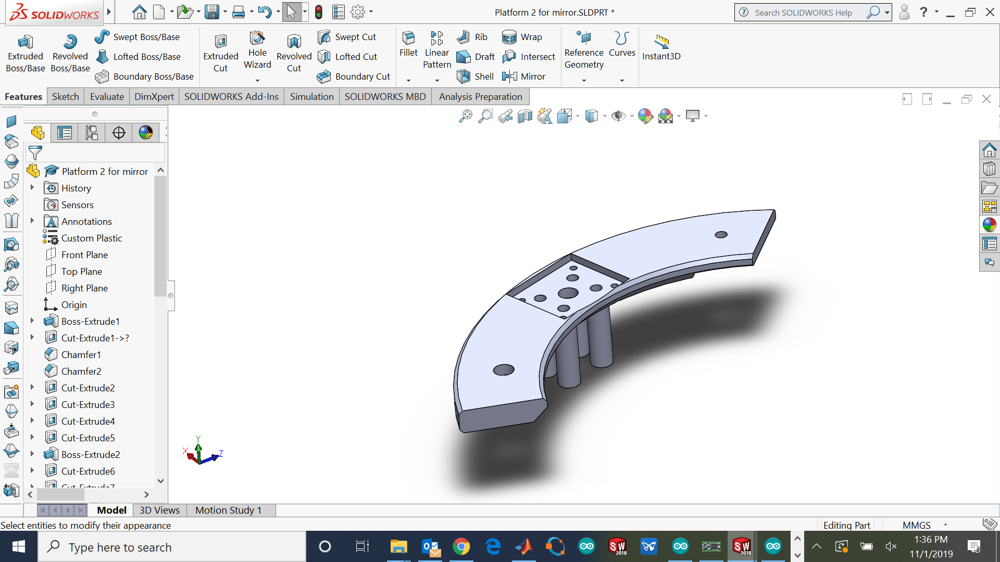 SOLIDWORKS
Platform 2 for mirror.SLDPRT *
Search SOLIDWORKS Help
?
Extruded Boss/Base
Revolved Boss/Base
Swept Boss/Base
Lofted Boss/Base
Boundary Boss/Base
Extruded Cut
Hole Wizard
Revolved Cut
Swept Cut
Lofted Cut
Boundary Cut
Fillet
Linear Pattern
Rib
Draft
Shell
Wrap
Intersect
Mirror
Reference Geometry
Curves
Instant3D
Features
Sketch
Evaluate
DimXpert
SOLIDWORKS Add-Ins
Simulation
SOLIDWORKS MBD
Analysis Preparation
Platform 2 for mirror
History
Sensors
Annotations
Custom Plastic
Front Plane
Top Plane
Right Plane
Origin
Boss-Extrude1
Cut-Extrude1->?
Chamfer1
Chamfer2
Cut-Extrude2
Cut-Extrude3
Cut-Extrude4
Cut-Extrude5
Boss-Extrude2
Cut-Extrude6
Cut-Extrude7
Y
X
Z
Model
3D Views
Motion Study 1
Select entities to modify their appearance
Editing Part
MMGS
Type here to search
SW 2018
SW 2018
1:36 PM
11/1/2019